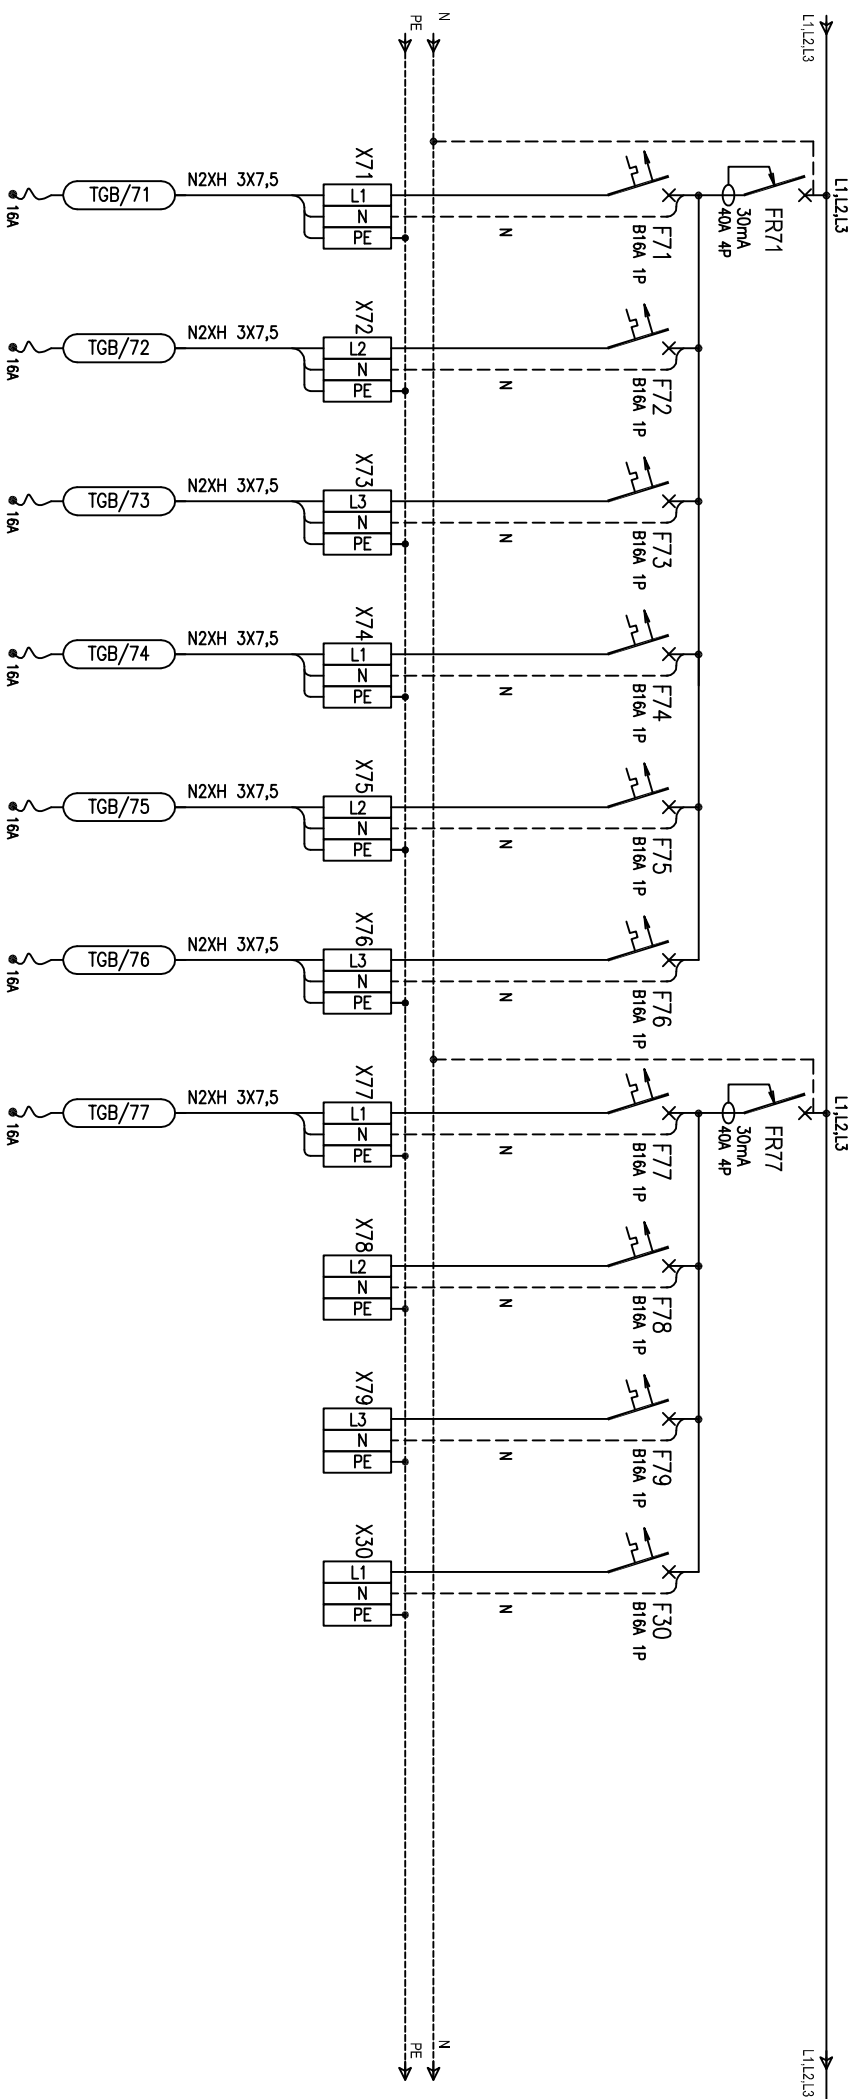 L1,L2,L3
N
PE
L1,L2,L3
FR71
30mA
40A 4P
F71
B16A 1P
N
X71
L1
N
PE
N2XH 3X7,5
TGB/71
16A
F72
B16A 1P
N
X72
L2
N
PE
N2XH 3X7,5
TGB/72
16A
F73
B16A 1P
N
X73
L3
N
PE
N2XH 3X7,5
TGB/73
16A
F74
B16A 1P
N
X74
L1
N
PE
N2XH 3X7,5
TGB/74
16A
F75
B16A 1P
N
X75
L2
N
PE
N2XH 3X7,5
TGB/75
16A
F76
B16A 1P
N
X76
L3
N
PE
N2XH 3X7,5
TGB/76
16A
L1,L2,L3
FR77
30mA
40A 4P
F77
B16A 1P
N
X77
L1
N
PE
N2XH 3X7,5
TGB/77
16A
F78
B16A 1P
N
X78
L2
N
PE
F79
B16A 1P
N
X79
L3
N
PE
F30
B16A 1P
N
X30
L1
N
PE
L1,L2,L3
N
PE